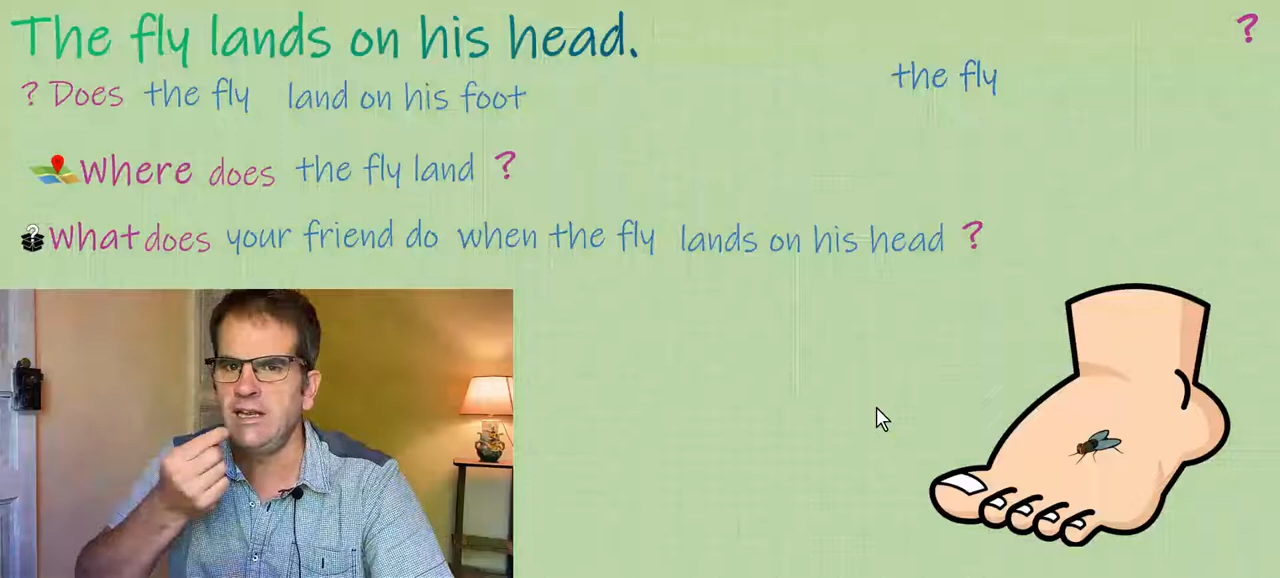 The fly lands on his head.
?
the fly
? Does the fly land on his foot
Where does the fly land ?
What does your friend do when the fly lands on his head ?